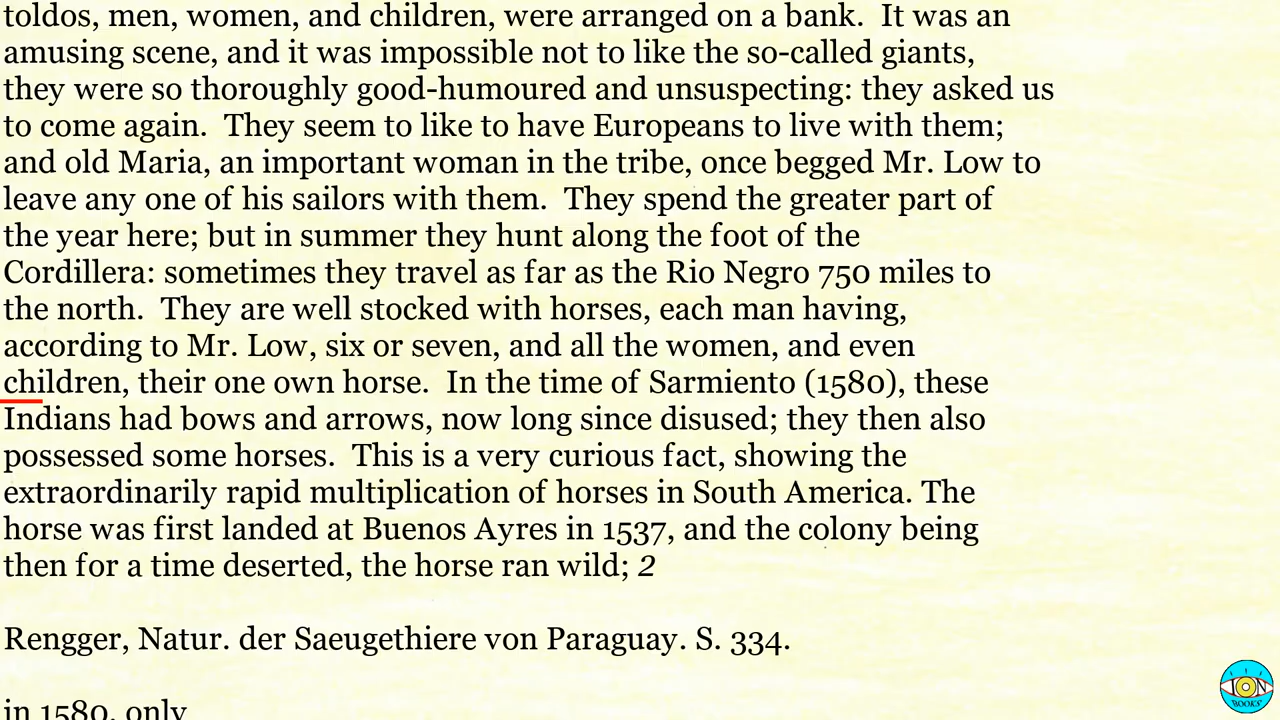 toldos, men, women, and children, were arranged on a bank.  It was an
amusing scene, and it was impossible not to like the so-called giants,
they were so thoroughly good-humoured and unsuspecting: they asked us
to come again.  They seem to like to have Europeans to live with them;
and old Maria, an important woman in the tribe, once begged Mr. Low to
leave any one of his sailors with them.  They spend the greater part of
the year here; but in summer they hunt along the foot of the
Cordillera: sometimes they travel as far as the Rio Negro 750 miles to
the north.  They are well stocked with horses, each man having,
according to Mr. Low, six or seven, and all the women, and even
children, their one own horse.  In the time of Sarmiento (1580), these
Indians had bows and arrows, now long since disused; they then also
possessed some horses.  This is a very curious fact, showing the
extraordinarily rapid multiplication of horses in South America. The
horse was first landed at Buenos Ayres in 1537, and the colony being
then for a time deserted, the horse ran wild; 2
Rengger, Natur. der Saeugethiere von Paraguay. S. 334.
in 1580, only
ION
BOOKS